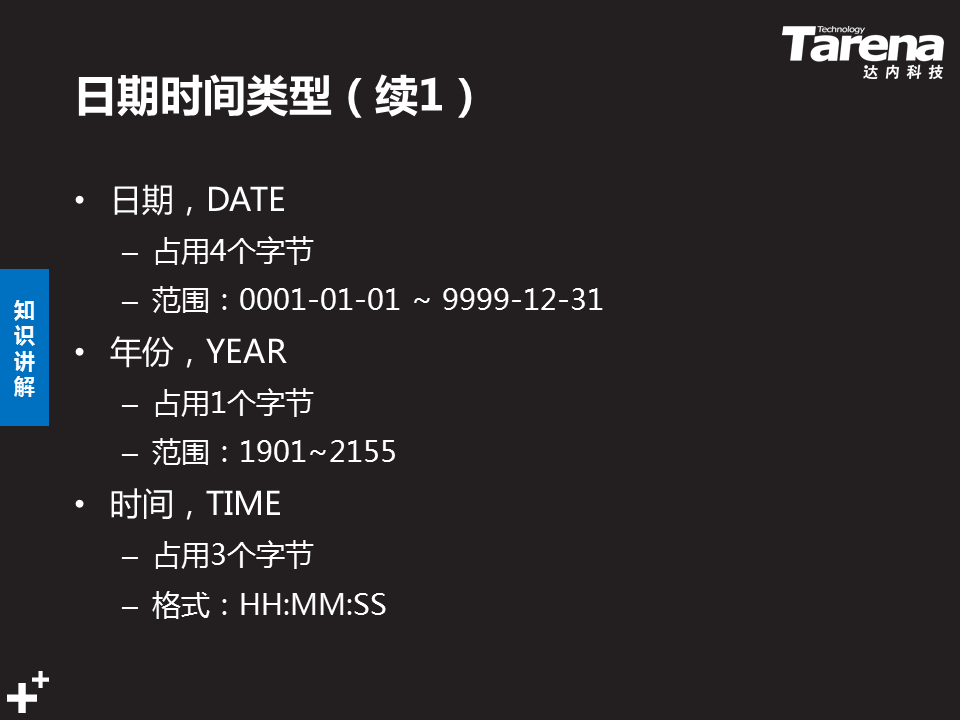 Technology
Tarena
达内科技
日期时间类型（续1）
• 日期，DATE
– 占用4个字节
– 范围：0001-01-01 ~ 9999-12-31
• 年份，YEAR
– 占用1个字节
– 范围：1901~2155
• 时间，TIME
– 占用3个字节
– 格式：HH:MM:SS
知识讲解